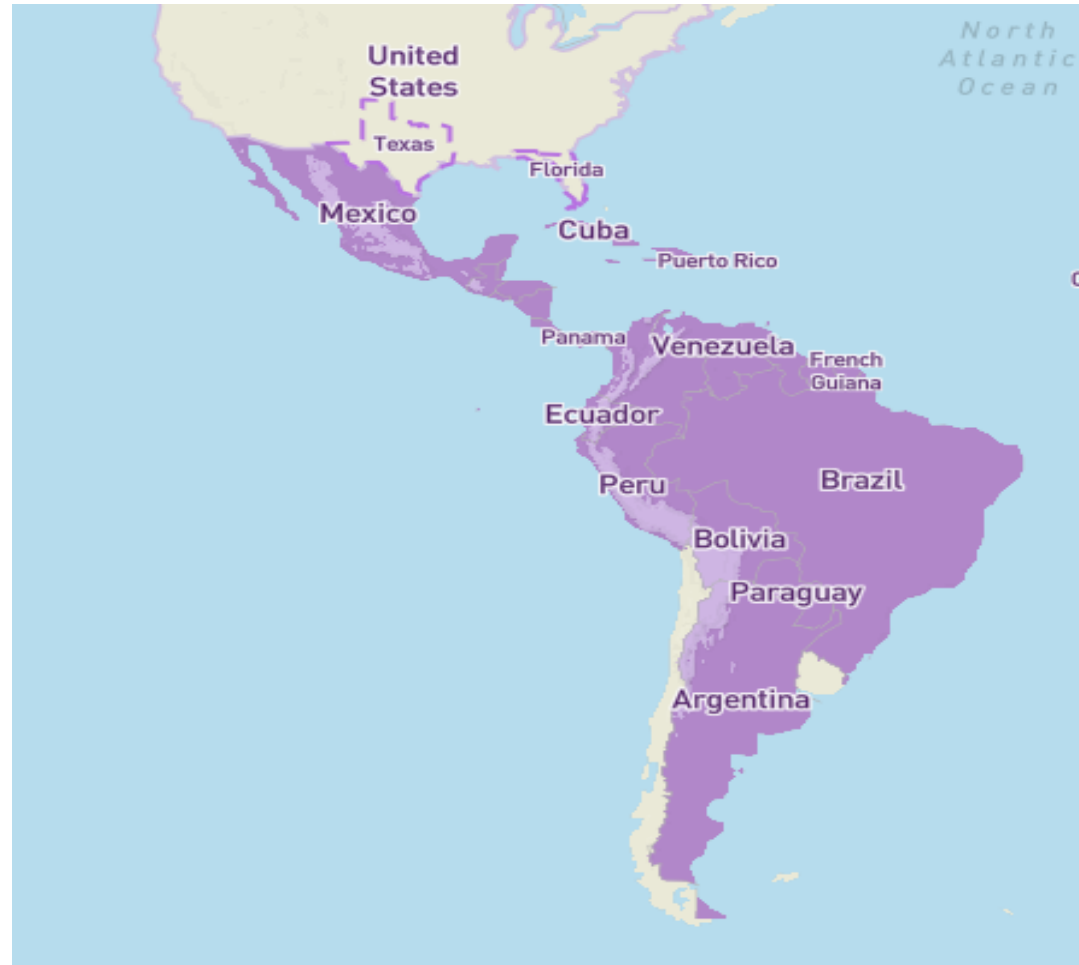 North
Atlantic
Ocean
United
States
Texas
Florida
Mexico
Cuba
Puerto Rico
Panama
Venezuela
French
Guiana
Ecuador
Peru
Brazil
Bolivia
Paraguay
Argentina